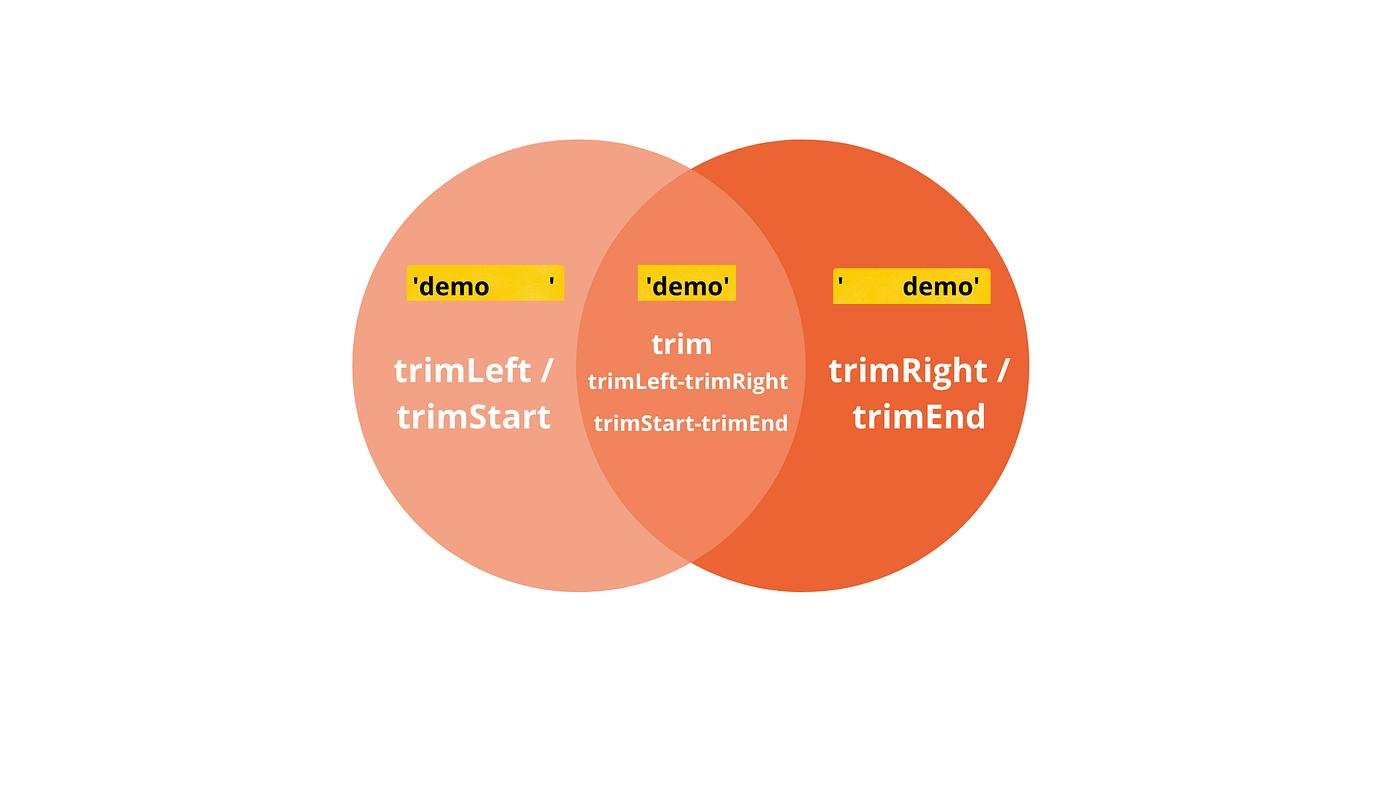 'demo        '
trimLeft /
trimStart
'demo'
trim
trimLeft-trimRight
trimStart-trimEnd
'        demo'
trimRight /
trimEnd